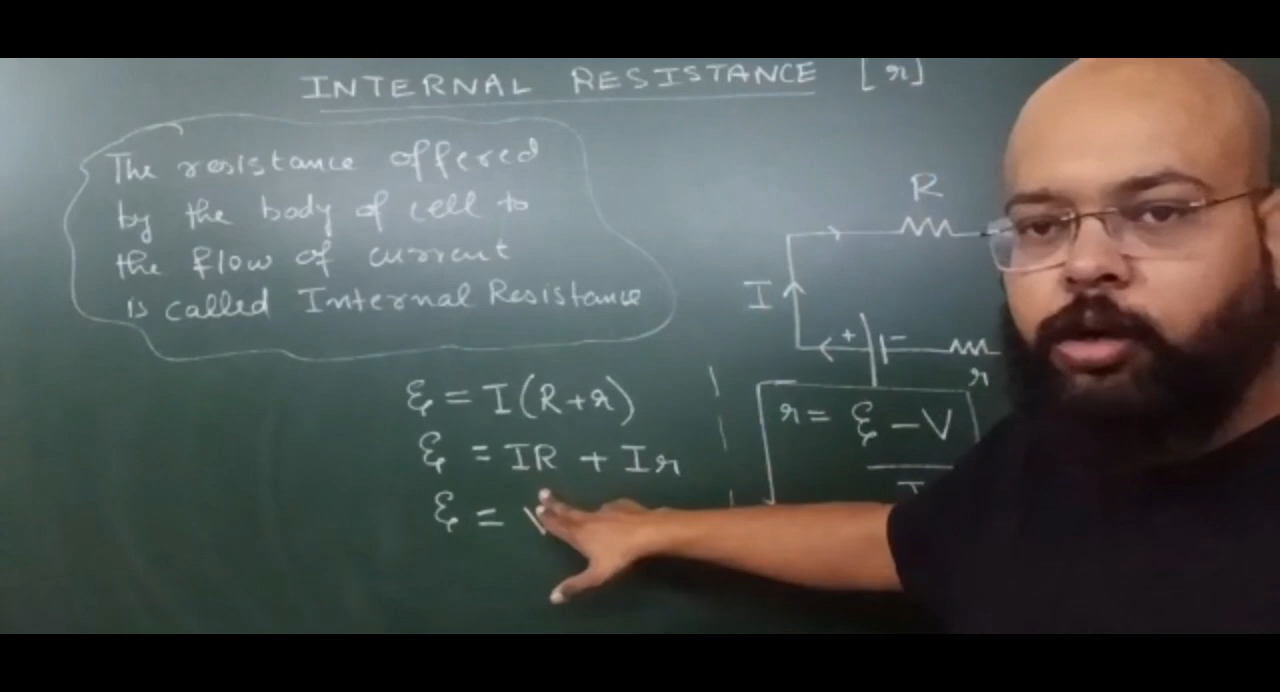 INTERNAL RESISTANCE [r]
The resistance offered
by the body of cell to
the flow of current
is called Internal Resistance
R
I
+ -
r
ξ = I(R+r)
ξ = IR + Ir
ξ =
r = ξ - V